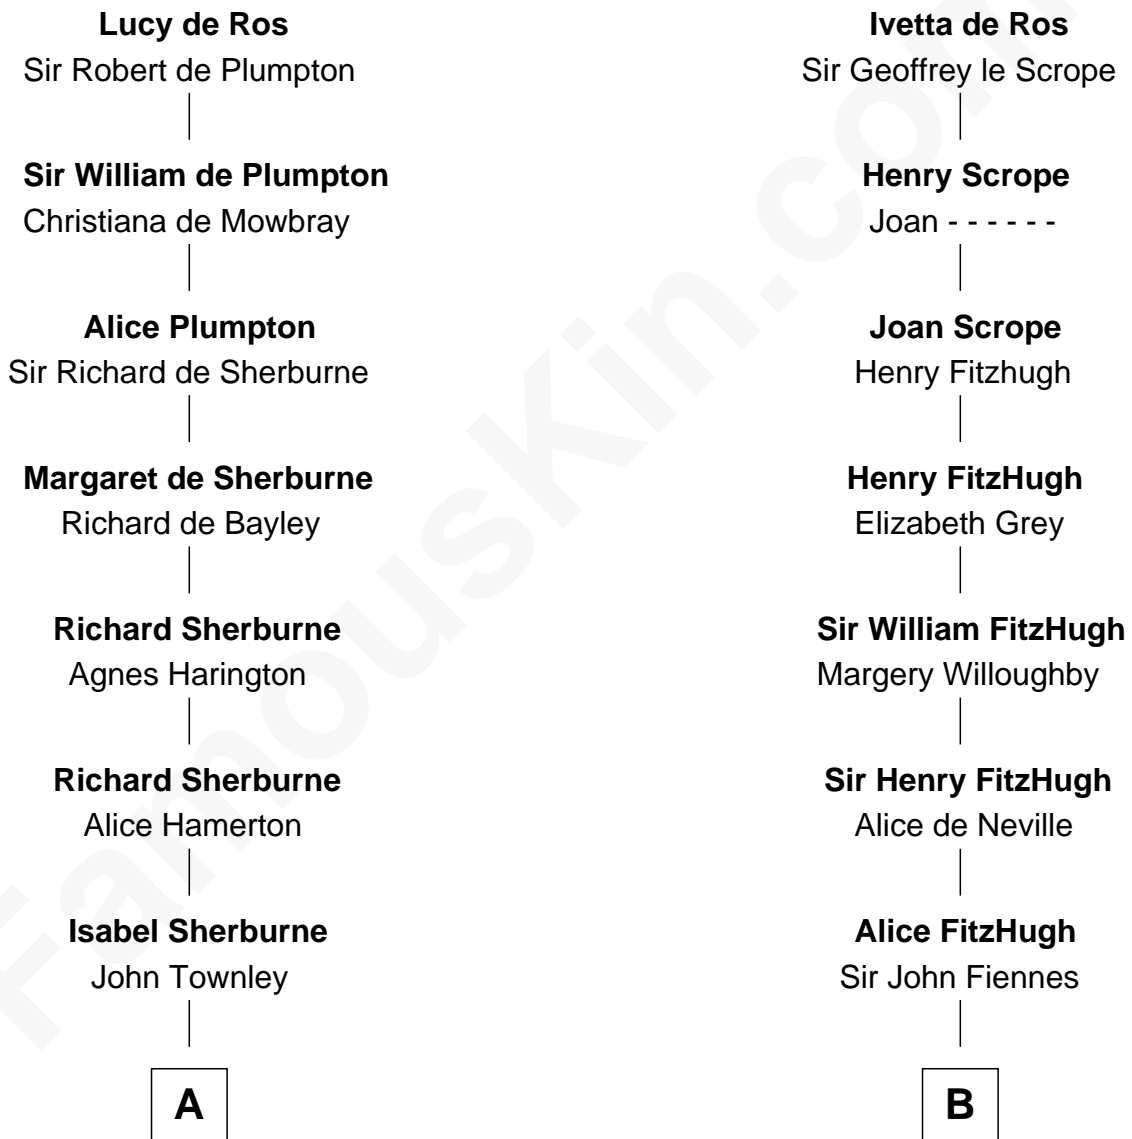 Lucy de Ros
Sir Robert de Plumpton
Sir William de Plumpton
Christiana de Mowbray
Alice Plumpton
Sir Richard de Sherburne
Margaret de Sherburne
Richard de Bayley
Richard Sherburne
Agnes Harington
Richard Sherburne
Alice Hamerton
Isabel Sherburne
John Townley
A
Ivetta de Ros
Sir Geoffrey le Scrope
Henry Scrope
Joan - - - - - -
Joan Scrope
Henry Fitzhugh
Henry FitzHugh
Elizabeth Grey
Sir William FitzHugh
Margery Willoughby
Sir Henry FitzHugh
Alice de Neville
Alice FitzHugh
Sir John Fiennes
B
FamousKin.com